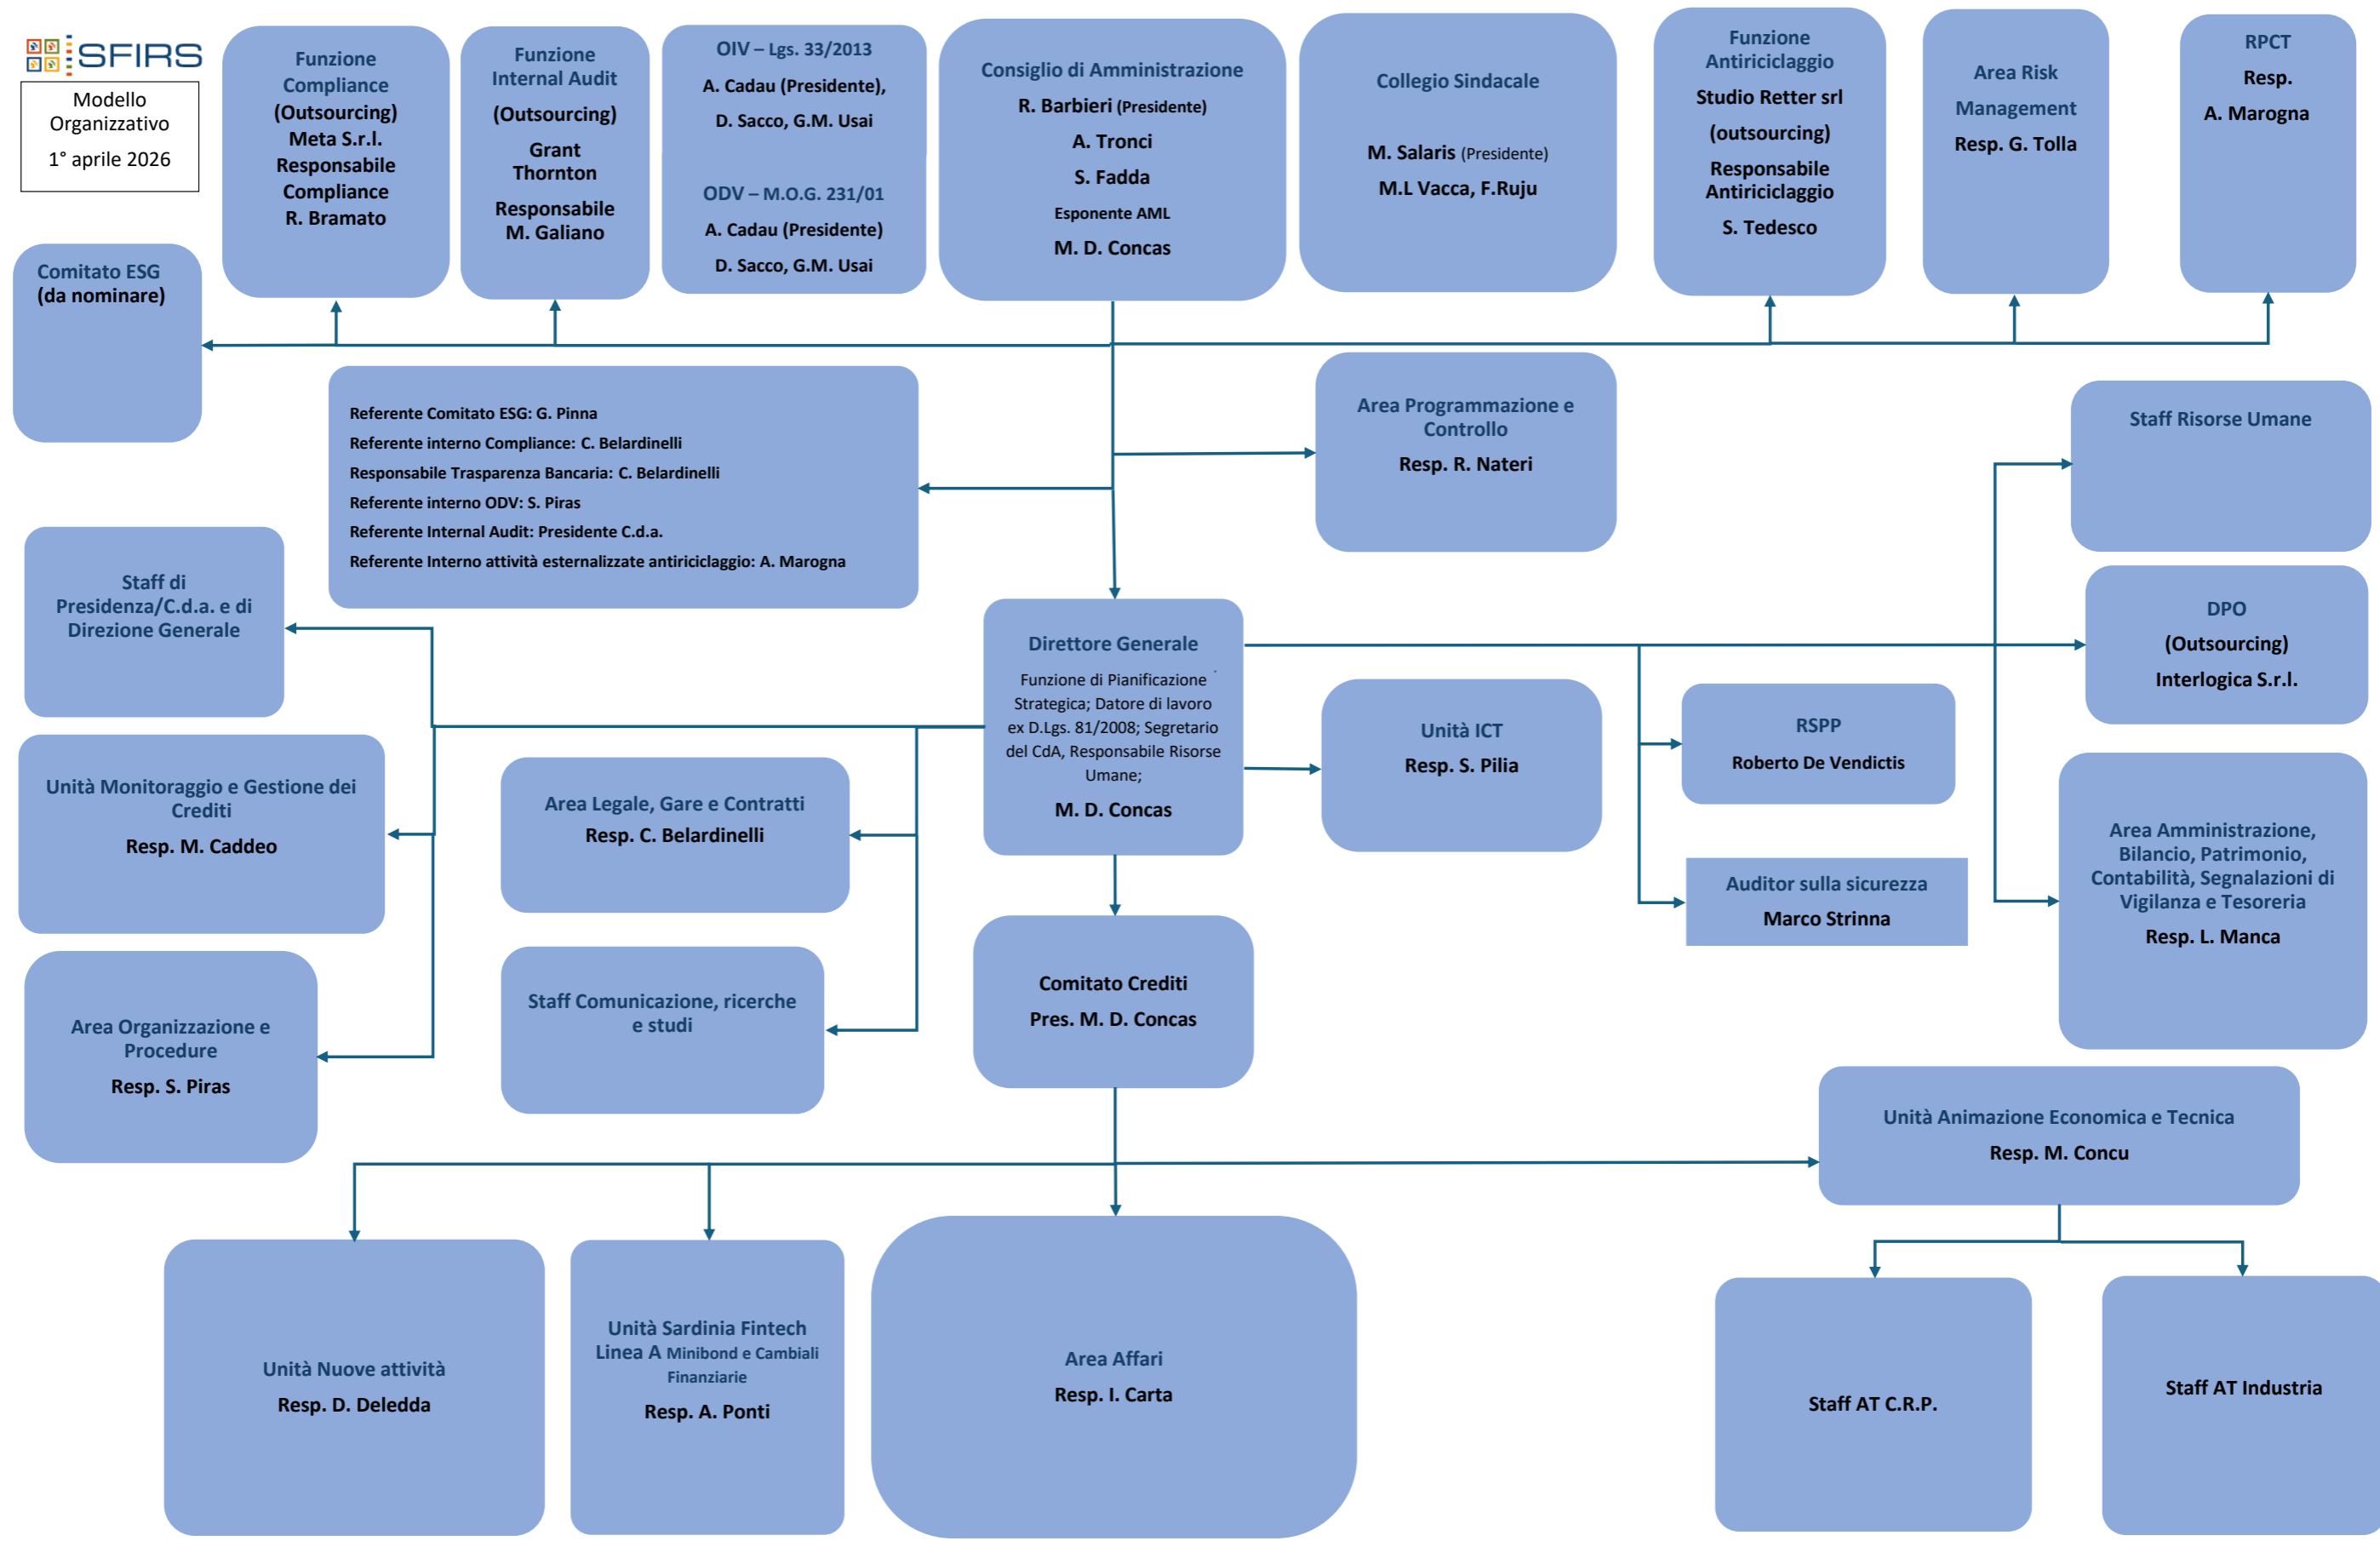 SFIRS
Modello
Organizzativo
1° aprile 2026
Funzione
Compliance
(Outsourcing)
Meta S.r.l.
Responsabile
Compliance
R. Bramato
Funzione
Internal Audit
(Outsourcing)
Grant
Thornton
Responsabile
M. Galiano
OIV – Lgs. 33/2013
A. Cadau (Presidente),
D. Sacco, G.M. Usai
ODV – M.O.G. 231/01
A. Cadau (Presidente)
D. Sacco, G.M. Usai
Consiglio di Amministrazione
R. Barbieri (Presidente)
A. Tronci
S. Fadda
Esponente AML
M. D. Concas
Collegio Sindacale
M. Salaris (Presidente)
M.L Vacca, F.Ruju
Funzione
Antiriciclaggio
Studio Retter srl
(outsourcing)
Responsabile
Antiriciclaggio
S. Tedesco
Area Risk
Management
Resp. G. Tolla
RPCT
Resp.
A. Marogna
Comitato ESG
(da nominare)
Referente Comitato ESG: G. Pinna
Referente interno Compliance: C. Belardinelli
Responsabile Trasparenza Bancaria: C. Belardinelli
Referente interno ODV: S. Piras
Referente Internal Audit: Presidente C.d.a.
Referente Interno attività esternalizzate antiriciclaggio: A. Marogna
Area Programmazione e
Controllo
Resp. R. Nateri
Staff Risorse Umane
Staff di
Presidenza/C.d.a. e di
Direzione Generale
Direttore Generale
Funzione di Pianificazione
Strategica; Datore di lavoro
ex D.Lgs. 81/2008; Segretario
del CdA, Responsabile Risorse
Umane;
M. D. Concas
DPO
(Outsourcing)
Interlogica S.r.l.
Unità ICT
Resp. S. Pilia
RSPP
Roberto De Vendictis
Unità Monitoraggio e Gestione dei
Crediti
Resp. M. Caddeo
Area Legale, Gare e Contratti
Resp. C. Belardinelli
Auditor sulla sicurezza
Marco Strinna
Area Amministrazione,
Bilancio, Patrimonio,
Contabilità, Segnalazioni di
Vigilanza e Tesoreria
Resp. L. Manca
Area Organizzazione e
Procedure
Resp. S. Piras
Staff Comunicazione, ricerche
e studi
Comitato Crediti
Pres. M. D. Concas
Unità Animazione Economica e Tecnica
Resp. M. Concu
Unità Nuove attività
Resp. D. Deledda
Unità Sardinia Fintech
Linea A Minibond e Cambiali
Finanziarie
Resp. A. Ponti
Area Affari
Resp. I. Carta
Staff AT C.R.P.
Staff AT Industria